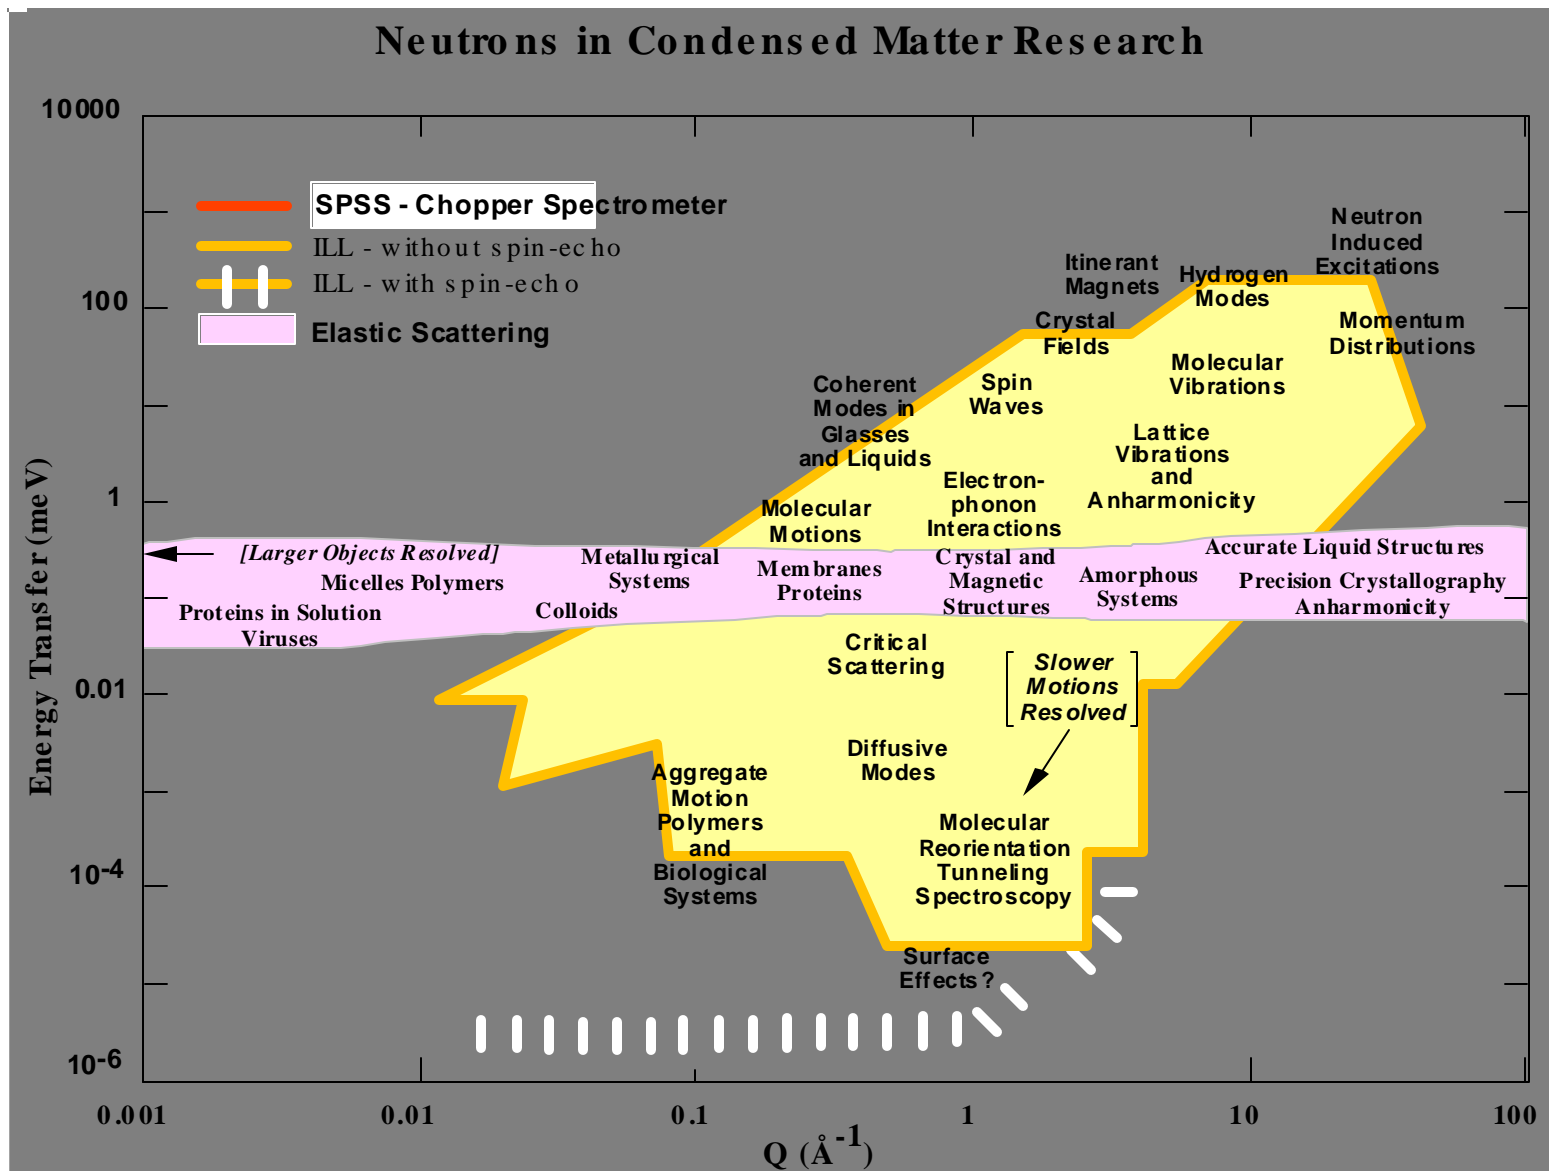 Neutrons in Condensed Matter Research
10000
100
1
0.01
10-4
10-6
Energy Transfer (meV)
SPSS - Chopper Spectrometer
ILL - without spin-echo
ILL - with spin-echo
Elastic Scattering
Neutron
Induced
Excitations
Itinerant
Magnets
Hydrogen
Modes
Crystal
Fields
Momentum
Distributions
Molecular
Vibrations
Spin
Waves
Coherent
Modes in
Glasses
and Liquids
Lattice
Vibrations
and
Anharmonicity
Electron-
phonon
Interactions
Molecular
Motions
[Larger Objects Resolved]
Micelles Polymers
Proteins in Solution
Viruses
Metallurgical
Systems
Colloids
Membranes
Proteins
Crystal and
Magnetic
Structures
Amorphous
Systems
Accurate Liquid Structures
Precision Crystallography
Anharmonicity
Critical
Scattering
Slower
Motions
Resolved
Diffusive
Modes
Aggregate
Motion
Polymers
and
Biological
Systems
Molecular
Reorientation
Tunneling
Spectroscopy
Surface
Effects?
0.001
0.01
0.1
1
10
100
Q (Å-1)